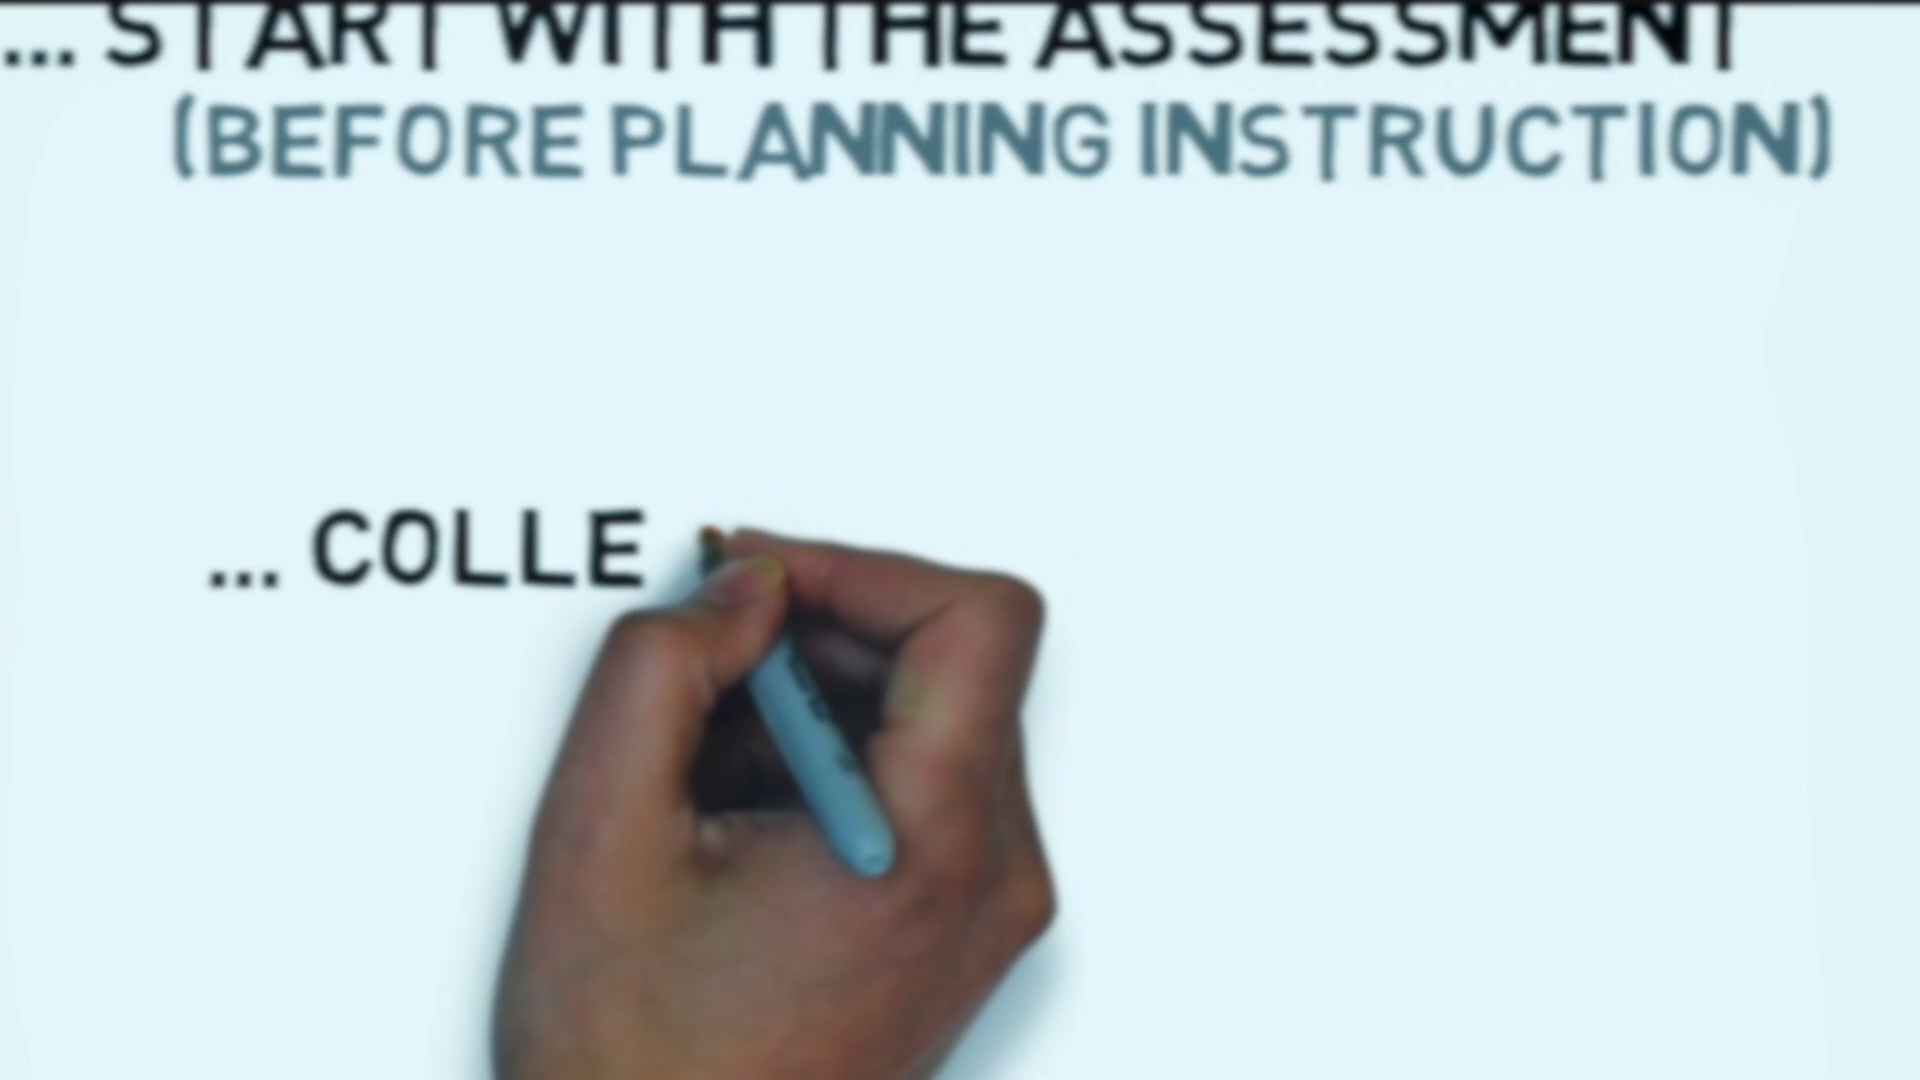 ... START WITH THE ASSESSMENT
(BEFORE PLANNING INSTRUCTION)
... COLLE